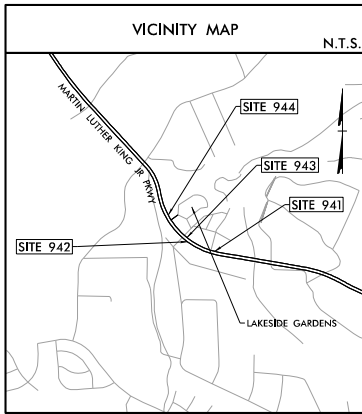 VICINITY MAP
N.T.S.
MARTIN LUTHER KING JR PKWY
SITE 944
SITE 943
SITE 941
SITE 942
LAKESIDE GARDENS